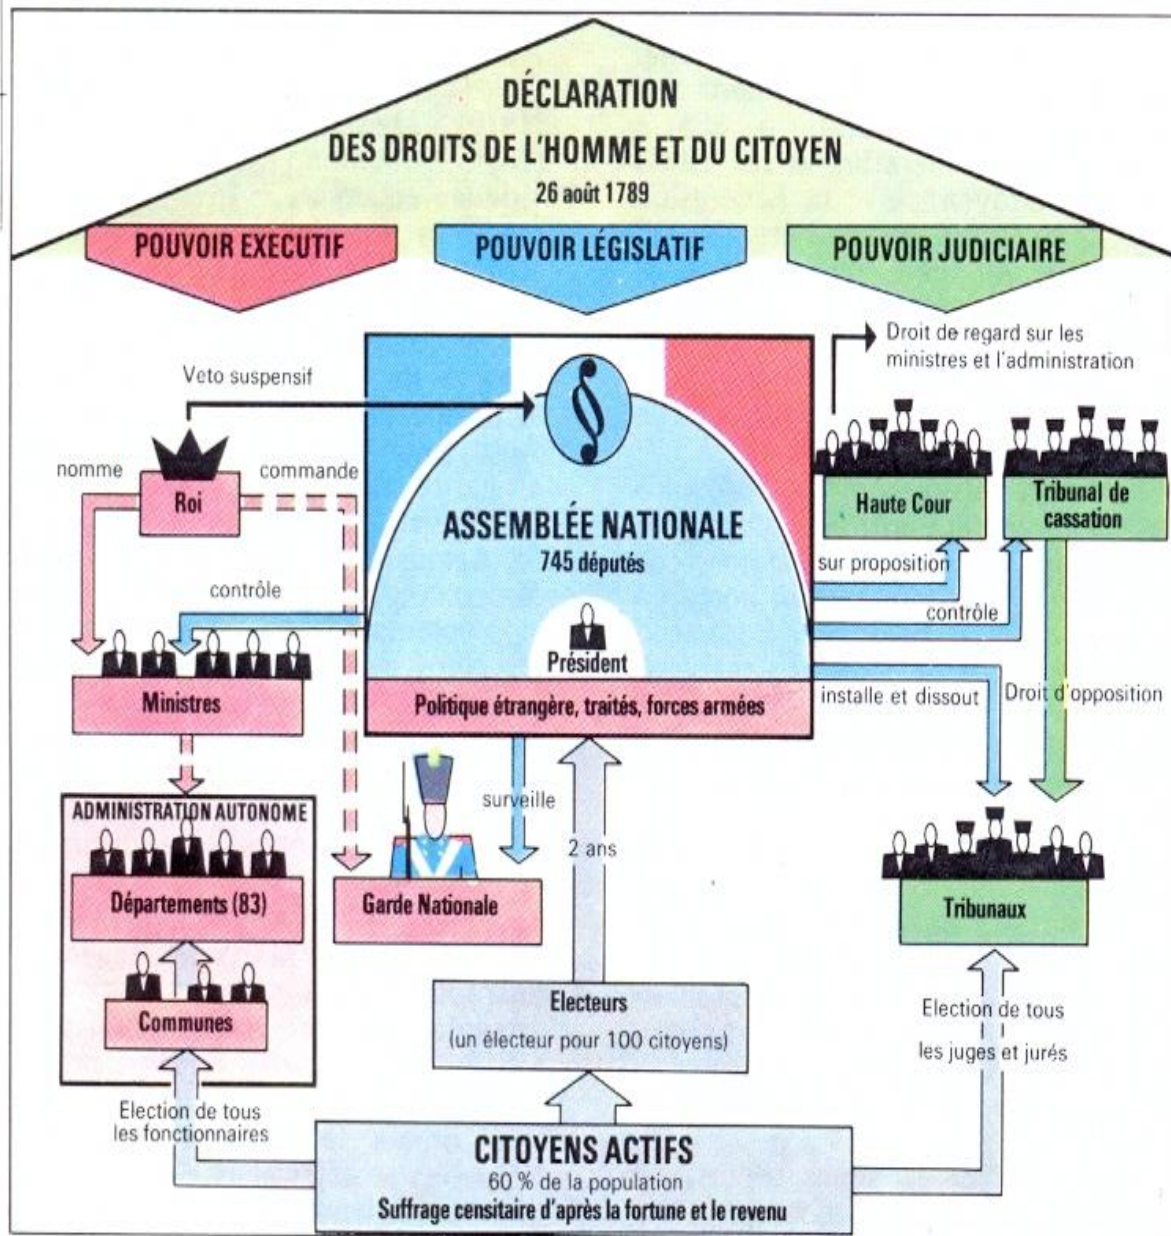 DÉCLARATION
DES DROITS DE L'HOMME ET DU CITOYEN
26 août 1789
POUVOIR EXECUTIF
POUVOIR LÉGISLATIF
POUVOIR JUDICIAIRE
Droit de regard sur les
ministres et l'administration
Veto suspensif
§
nomme
commande
Roi
Haute Cour
Tribunal de
cassation
ASSEMBLÉE NATIONALE
745 députés
sur proposition
contrôle
contrôle
Président
Ministres
Politique étrangère, traités, forces armées
installe et dissout
Droit d'opposition
surveille
ADMINISTRATION AUTONOME
2 ans
Départements (83)
Garde Nationale
Tribunaux
Communes
Electeurs
(un électeur pour 100 citoyens)
Election de tous
les juges et jurés
Election de tous
les fonctionnaires
CITOYENS ACTIFS
60 % de la population
Suffrage censitaire d'après la fortune et le revenu